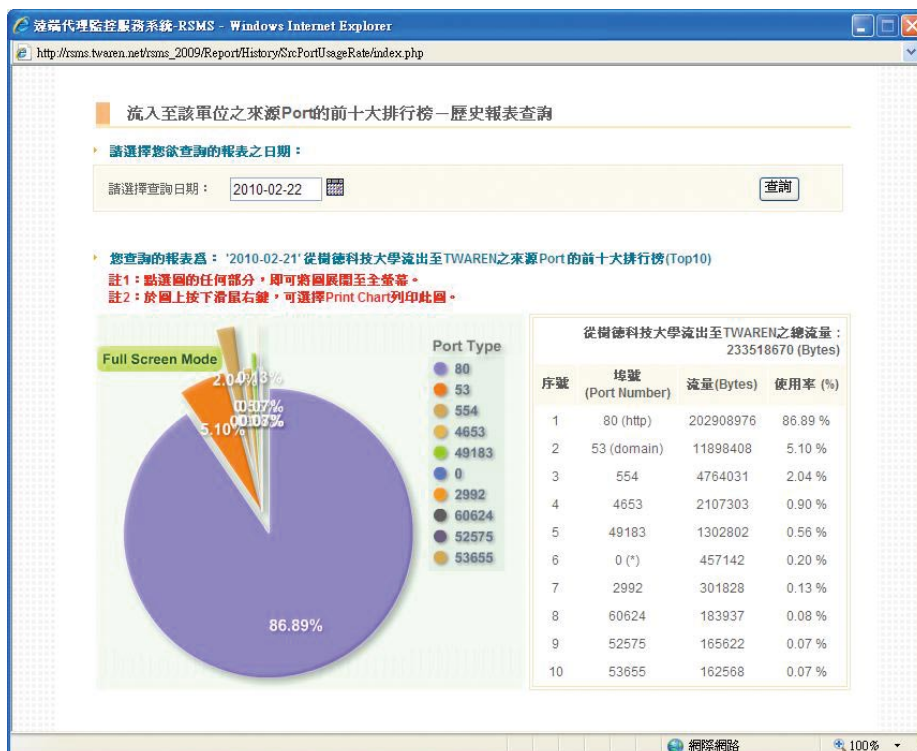 遠端代理監控服務系統-RSMS - Windows Internet Explorer
http://rsms.twaren.net/rsms_2009/Report/History/SrcPortUsageRate/index.php
流入至該單位之來源Port的前十大排行榜－歷史報表查詢
請選擇您欲查詢的報表之日期：
請選擇查詢日期： 2010-02-22 查詢
您查詢的報表為： '2010-02-21' 從樹德科技大學流出至TWAREN之來源Port 的前十大排行榜(Top10)
註1：點選圖的任何部分，即可將圖展開至全螢幕。
註2：於圖上按下滑鼠右鍵，可選擇Print Chart列印此圖。
Full Screen Mode
5.10%
86.89%
Port Type
80
53
554
4653
49183
0
2992
60624
52575
53655
從樹德科技大學流出至TWAREN之總流量：
233518670 (Bytes)
序號 埠號 (Port Number) 流量(Bytes) 使用率 (%)
1 80 (http) 202908976 86.89 %
2 53 (domain) 11898408 5.10 %
3 554 4764031 2.04 %
4 4653 2107303 0.90 %
5 49183 1302802 0.56 %
6 0 (*) 457142 0.20 %
7 2992 301828 0.13 %
8 60624 183937 0.08 %
9 52575 165622 0.07 %
10 53655 162568 0.07 %
網際網路 100%